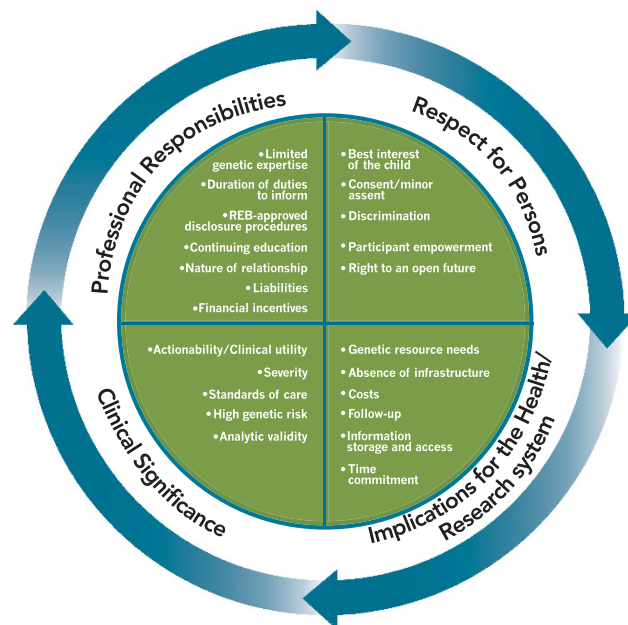 Professional Responsibilities
• Limited
genetic expertise
• Duration of duties
to inform
• REB-approved
disclosure procedures
• Continuing education
• Nature of relationship
• Liabilities
• Financial incentives
Respect for Persons
• Best interest
of the child
• Consent/minor
assent
• Discrimination
• Participant empowerment
• Right to an open future
Clinical Significance
• Actionability/Clinical utility
• Severity
• Standards of care
• High genetic risk
• Analytic validity
Implications for the Health/
Research system
• Genetic resource needs
• Absence of infrastructure
• Costs
• Follow-up
• Information
storage and access
• Time
commitment